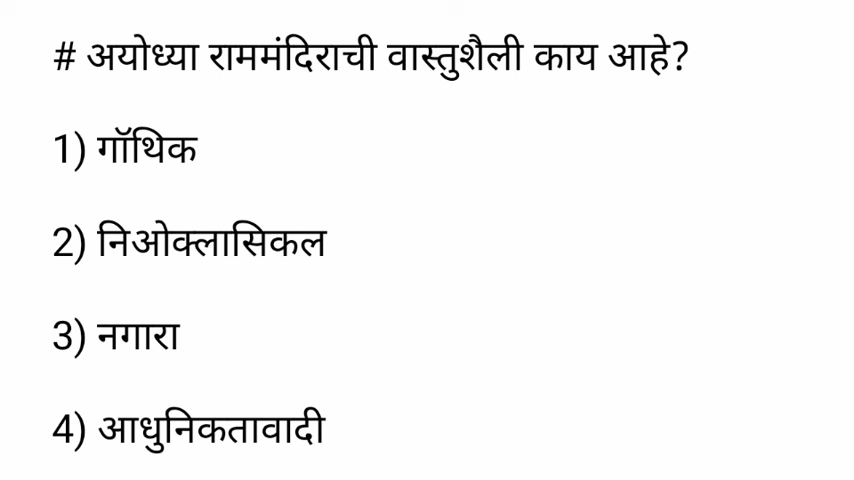 # अयोध्या राममंदिराची वास्तुशैली काय आहे?
1) गॉथिक
2) निओक्लासिकल
3) नगारा
4) आधुनिकतावादी